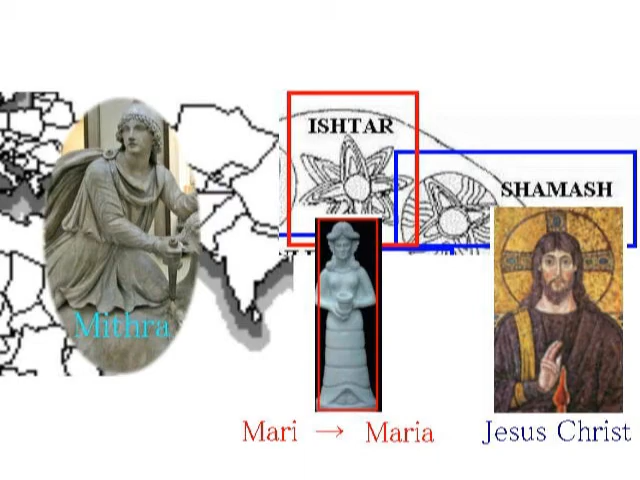 ISHTAR
SHAMASH
Mithra
Mari → Maria
Jesus Christ